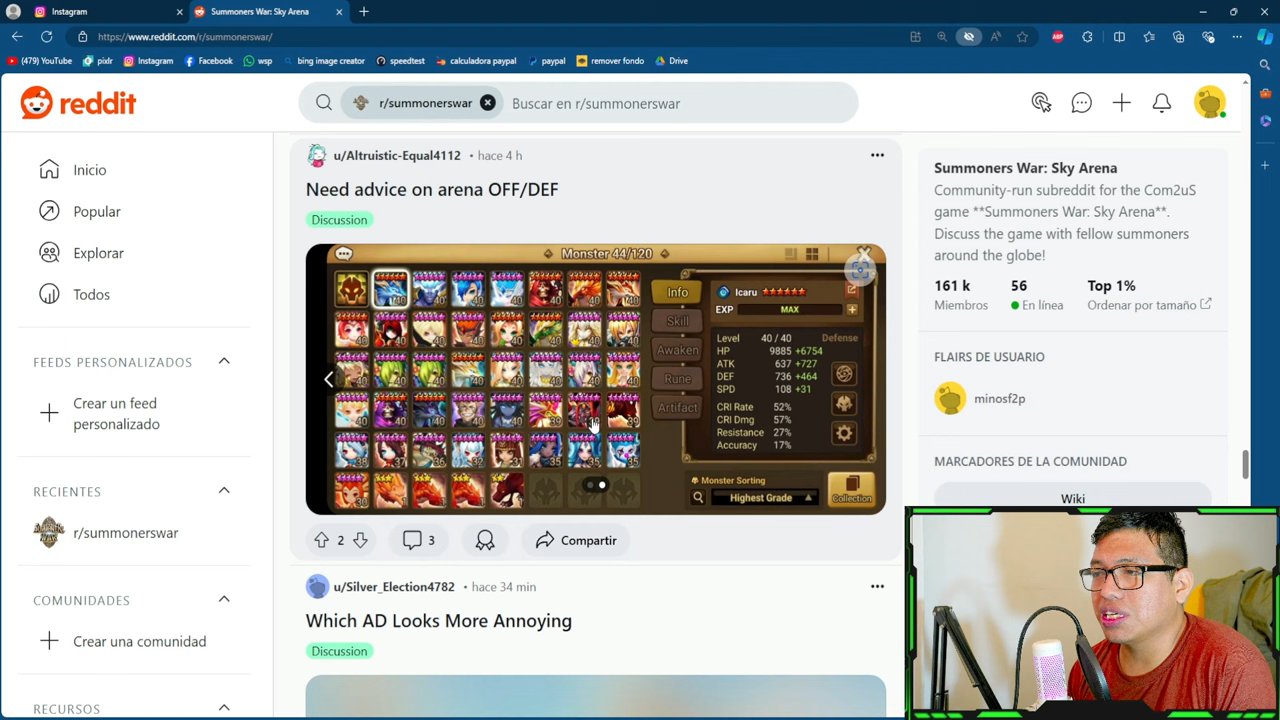 Instagram
Summoners War: Sky Arena
https://www.reddit.com/r/summonerswar/
(479) YouTube
pixlr
Instagram
Facebook
wsp
bing image creator
speedtest
calculadora paypal
paypal
remover fondo
Drive
reddit
r/summonerswar
Buscar en r/summonerswar
Inicio
Popular
Explorar
Todos
FEEDS PERSONALIZADOS
Crear un feed
personalizado
RECIENTES
r/summonerswar
COMUNIDADES
Crear una comunidad
RECURSOS
u/Altruistic-Equal4112 • hace 4 h
Need advice on arena OFF/DEF
Discussion
Monster 44/120
Info
Skill
Awaken
Rune
Artifact
Icaru
EXP MAX
Level 40 / 40 Defense
HP 9885 +6754
ATK 637 +727
DEF 736 +464
SPD 108 +31
CRI Rate 52%
CRI Dmg 57%
Resistance 27%
Accuracy 17%
Monster Sorting
Highest Grade
Collection
2
3
Compartir
u/Silver_Election4782 • hace 34 min
Which AD Looks More Annoying
Discussion
Summoners War: Sky Arena
Community-run subreddit for the Com2uS
game **Summoners War: Sky Arena**.
Discuss the game with fellow summoners
around the globe!
161 k 56 Top 1%
Miembros En línea Ordenar por tamaño
FLAIRS DE USUARIO
minosf2p
MARCADORES DE LA COMUNIDAD
Wiki